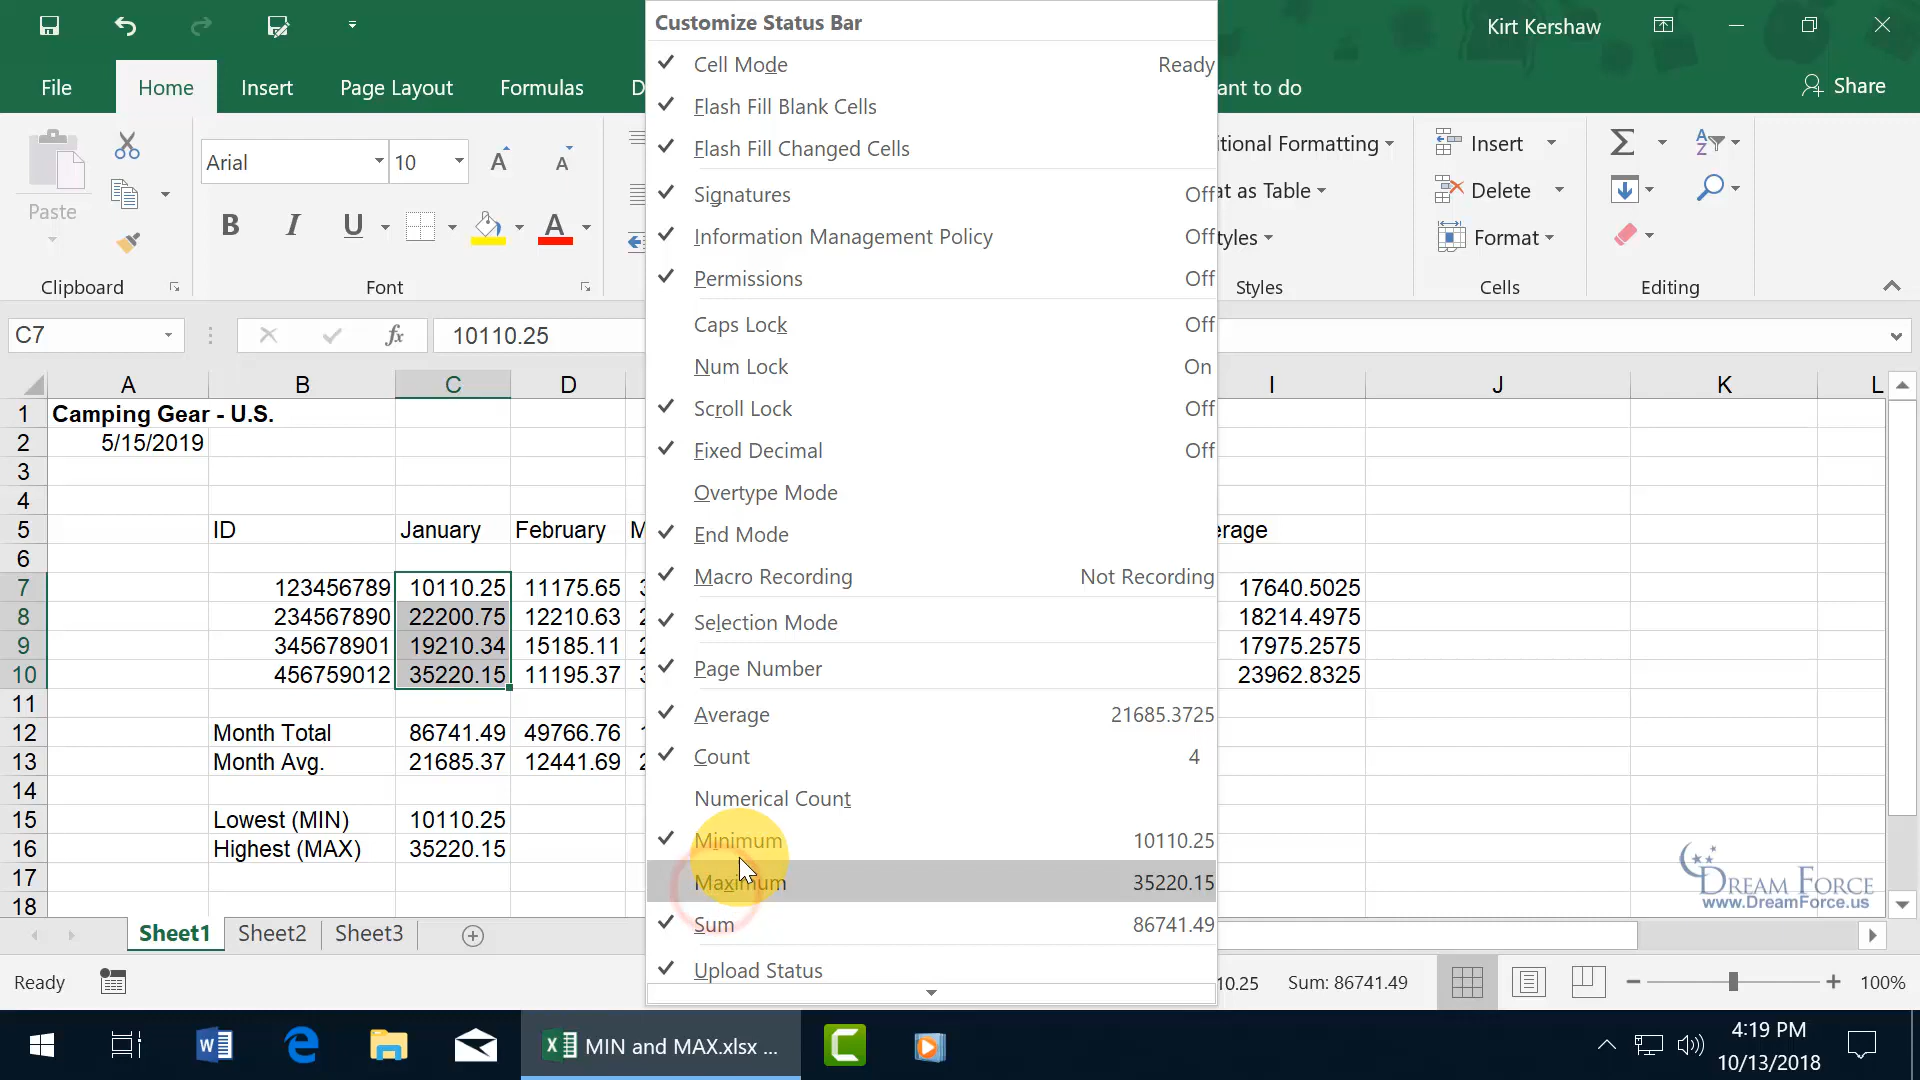 Kirt Kershaw
File
Home
Insert
Page Layout
Formulas
D
ant to do
Share
Customize Status Bar
Cell Mode Ready
Flash Fill Blank Cells
Flash Fill Changed Cells
Signatures Off
Information Management Policy Off
Permissions Off
Caps Lock Off
Num Lock On
Scroll Lock Off
Fixed Decimal Off
Overtype Mode
End Mode
Macro Recording Not Recording
Selection Mode
Page Number
Average 21685.3725
Count 4
Numerical Count
Minimum 10110.25
Maximum 35220.15
Sum 86741.49
Upload Status
Paste
Clipboard
Arial 10
B I U A
Font
itional Formatting
t as Table
tyles
Styles
Insert
Delete
Format
Cells
Editing
C7 fx 10110.25
A B C D I J K L
1 Camping Gear - U.S.
2 5/15/2019
3
4
5 ID January February M erage
6
7 123456789 10110.25 11175.65 3 17640.5025
8 234567890 22200.75 12210.63 2 18214.4975
9 345678901 19210.34 15185.11 2 17975.2575
10 456759012 35220.15 11195.37 3 23962.8325
11
12 Month Total 86741.49 49766.76 1
13 Month Avg. 21685.37 12441.69 2
14
15 Lowest (MIN) 10110.25
16 Highest (MAX) 35220.15
17
18
DREAM FORCE
www.DreamForce.us
Sheet1 Sheet2 Sheet3
Ready
10.25 Sum: 86741.49 100%
MIN and MAX.xlsx ...
4:19 PM
10/13/2018